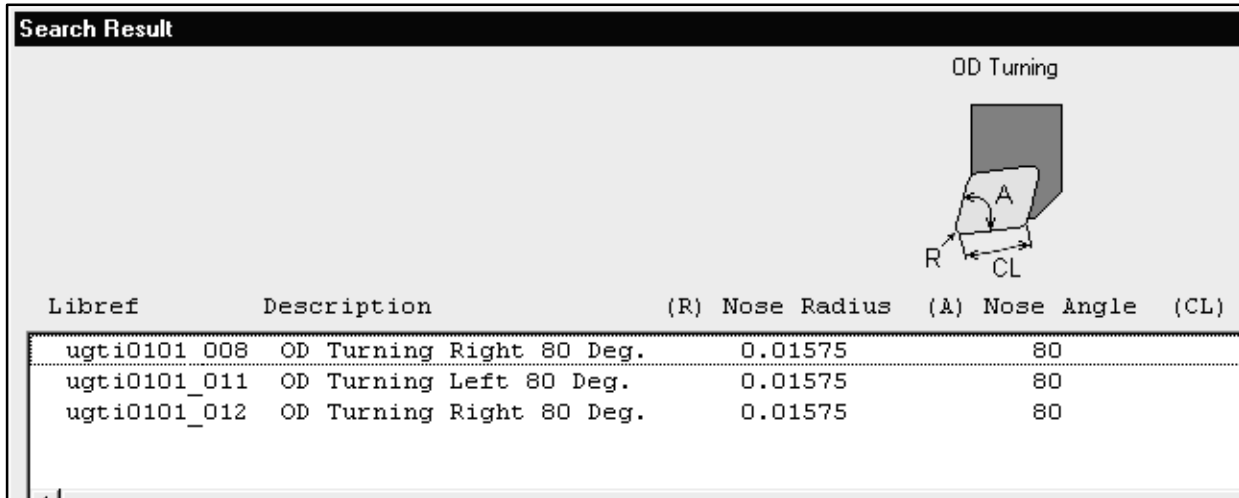 Search Result
OD Turning
A
R
CL
Libref Description (R) Nose Radius (A) Nose Angle (CL)
ugti0101_008 OD Turning Right 80 Deg. 0.01575 80
ugti0101_011 OD Turning Left 80 Deg. 0.01575 80
ugti0101_012 OD Turning Right 80 Deg. 0.01575 80